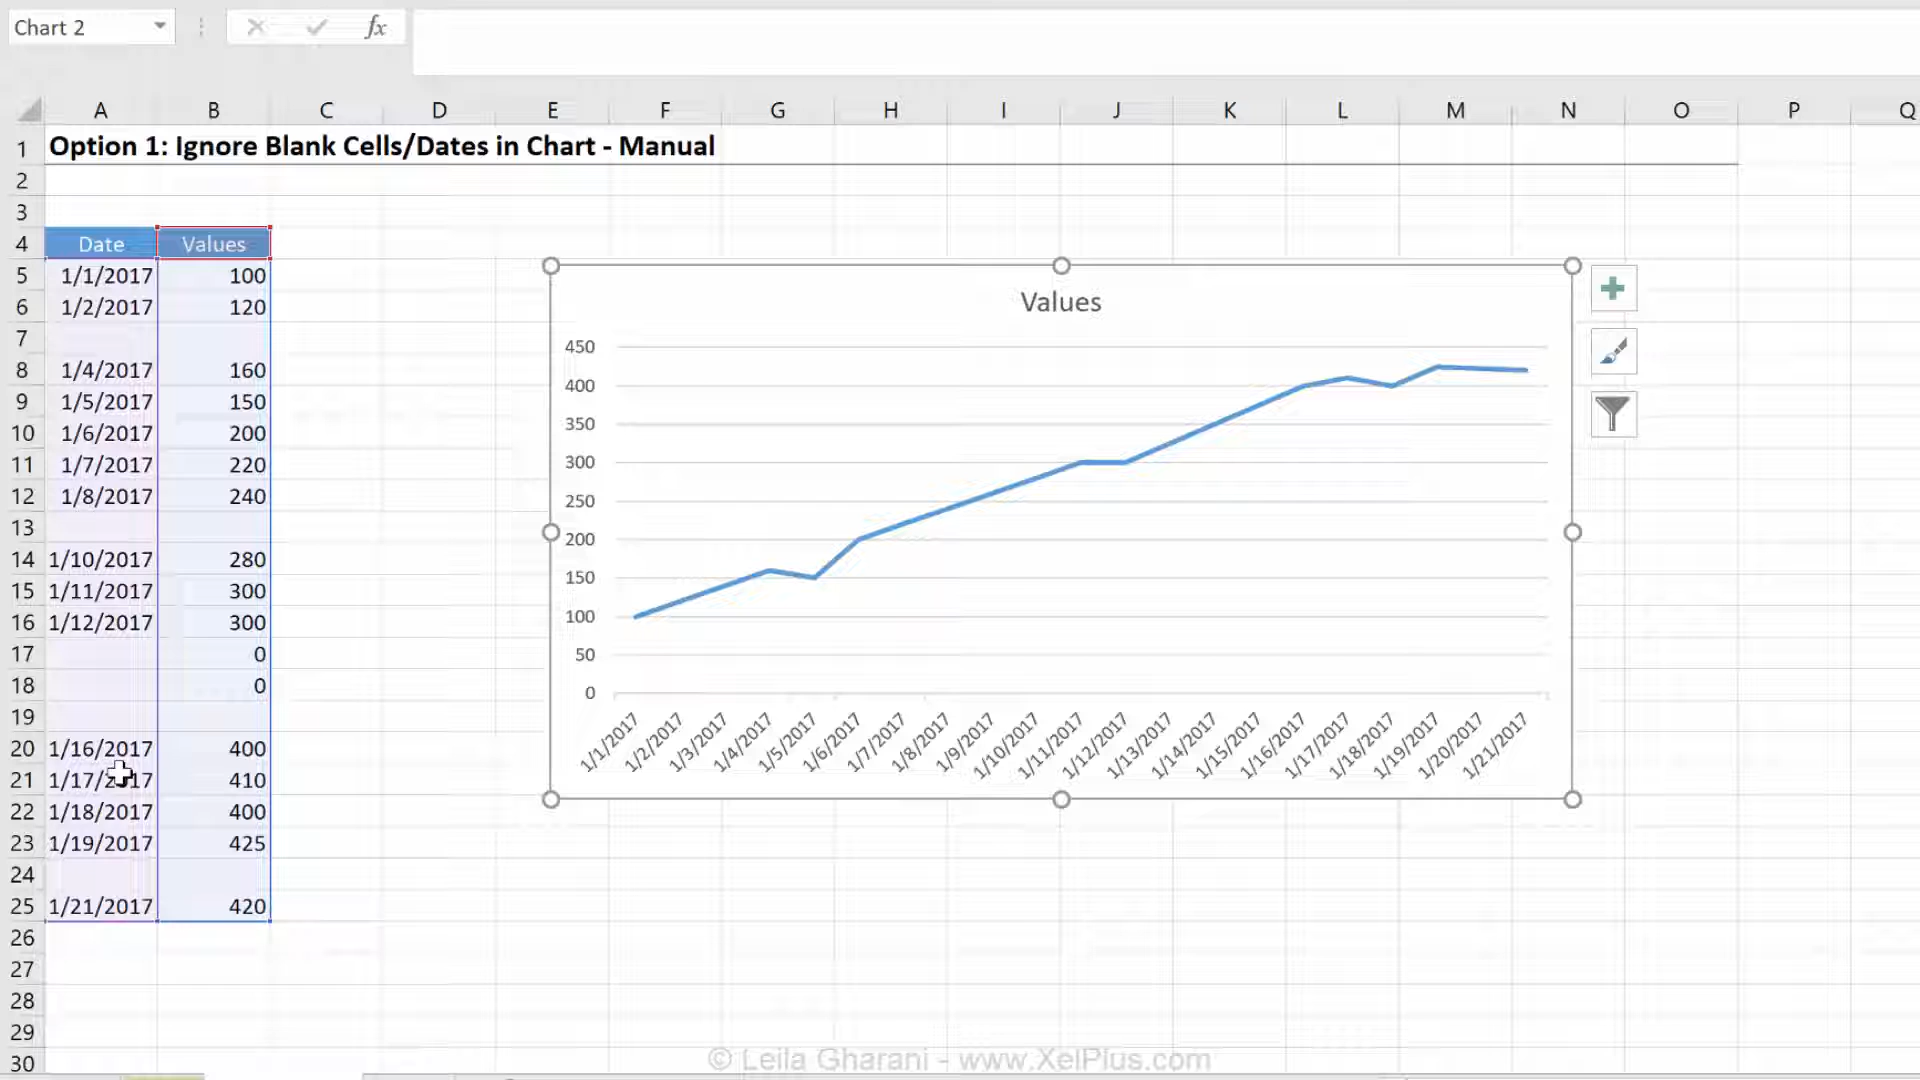 Chart 2
fx
A B C D E F G H I J K L M N O P Q
1 Option 1: Ignore Blank Cells/Dates in Chart - Manual
2
3
4 Date Values
5 1/1/2017 100
6 1/2/2017 120
7
8 1/4/2017 160
9 1/5/2017 150
10 1/6/2017 200
11 1/7/2017 220
12 1/8/2017 240
13
14 1/10/2017 280
15 1/11/2017 300
16 1/12/2017 300
17 0
18 0
19
20 1/16/2017 400
21 1/17/2017 410
22 1/18/2017 400
23 1/19/2017 425
24
25 1/21/2017 420
26
27
28
29
30
Values
450
400
350
300
250
200
150
100
50
0
1/1/2017 1/2/2017 1/3/2017 1/4/2017 1/5/2017 1/6/2017 1/7/2017 1/8/2017 1/9/2017 1/10/2017 1/11/2017 1/12/2017 1/13/2017 1/14/2017 1/15/2017 1/16/2017 1/17/2017 1/18/2017 1/19/2017 1/20/2017 1/21/2017
© Leila Gharani - www.XelPlus.com